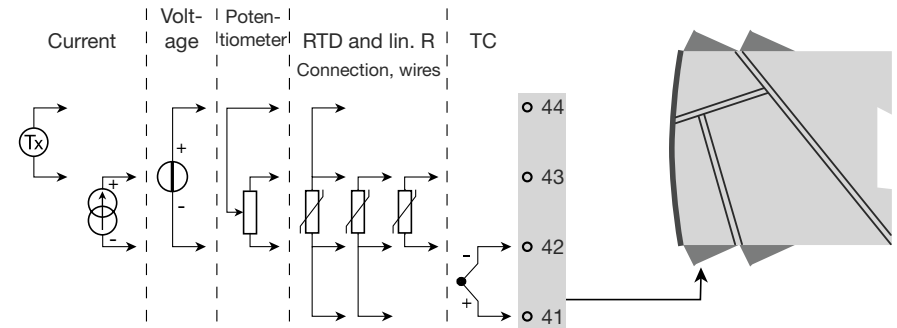 Current
Volt-
age
Poten-
tiometer
RTD and lin. R
Connection, wires
TC
Tx
+
-
+
-
-
+
44
43
42
41